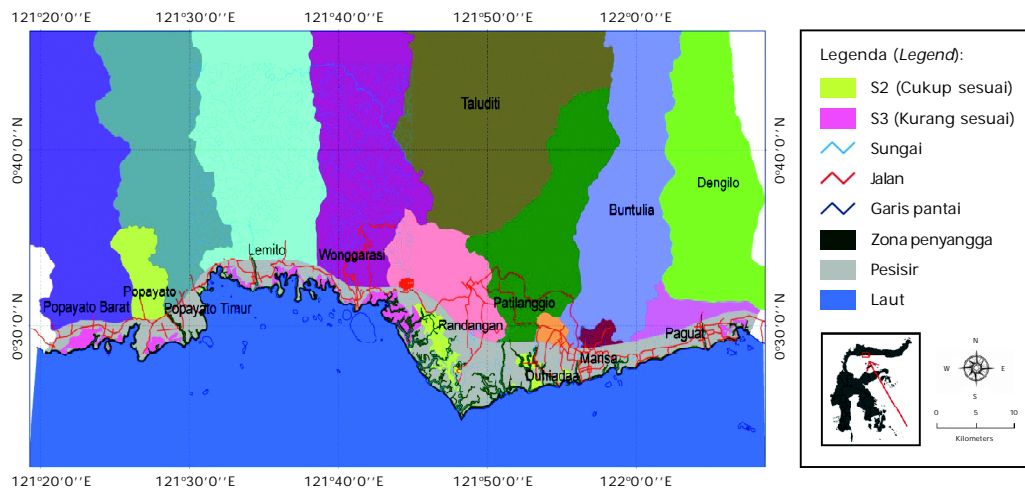 121°20'0''E 121°30'0''E 121°40'0''E 121°50'0''E 122°0'0''E
0°40'0''N
0°30'0''N
Taluditi
Dengilo
Buntulia
Lemito
Wonggarasi
Popayato
Popayato Barat
Popayato Timur
Patilanggio
Randangan
Paguat
Marisa
Duhiadaa
0°40'0''N
0°30'0''N
121°20'0''E 121°30'0''E 121°40'0''E 121°50'0''E 122°0'0''E
Legenda (Legend):
S2 (Cukup sesuai)
S3 (Kurang sesuai)
Sungai
Jalan
Garis pantai
Zona penyangga
Pesisir
Laut
N
W E
S
0 5 10
Kilometers